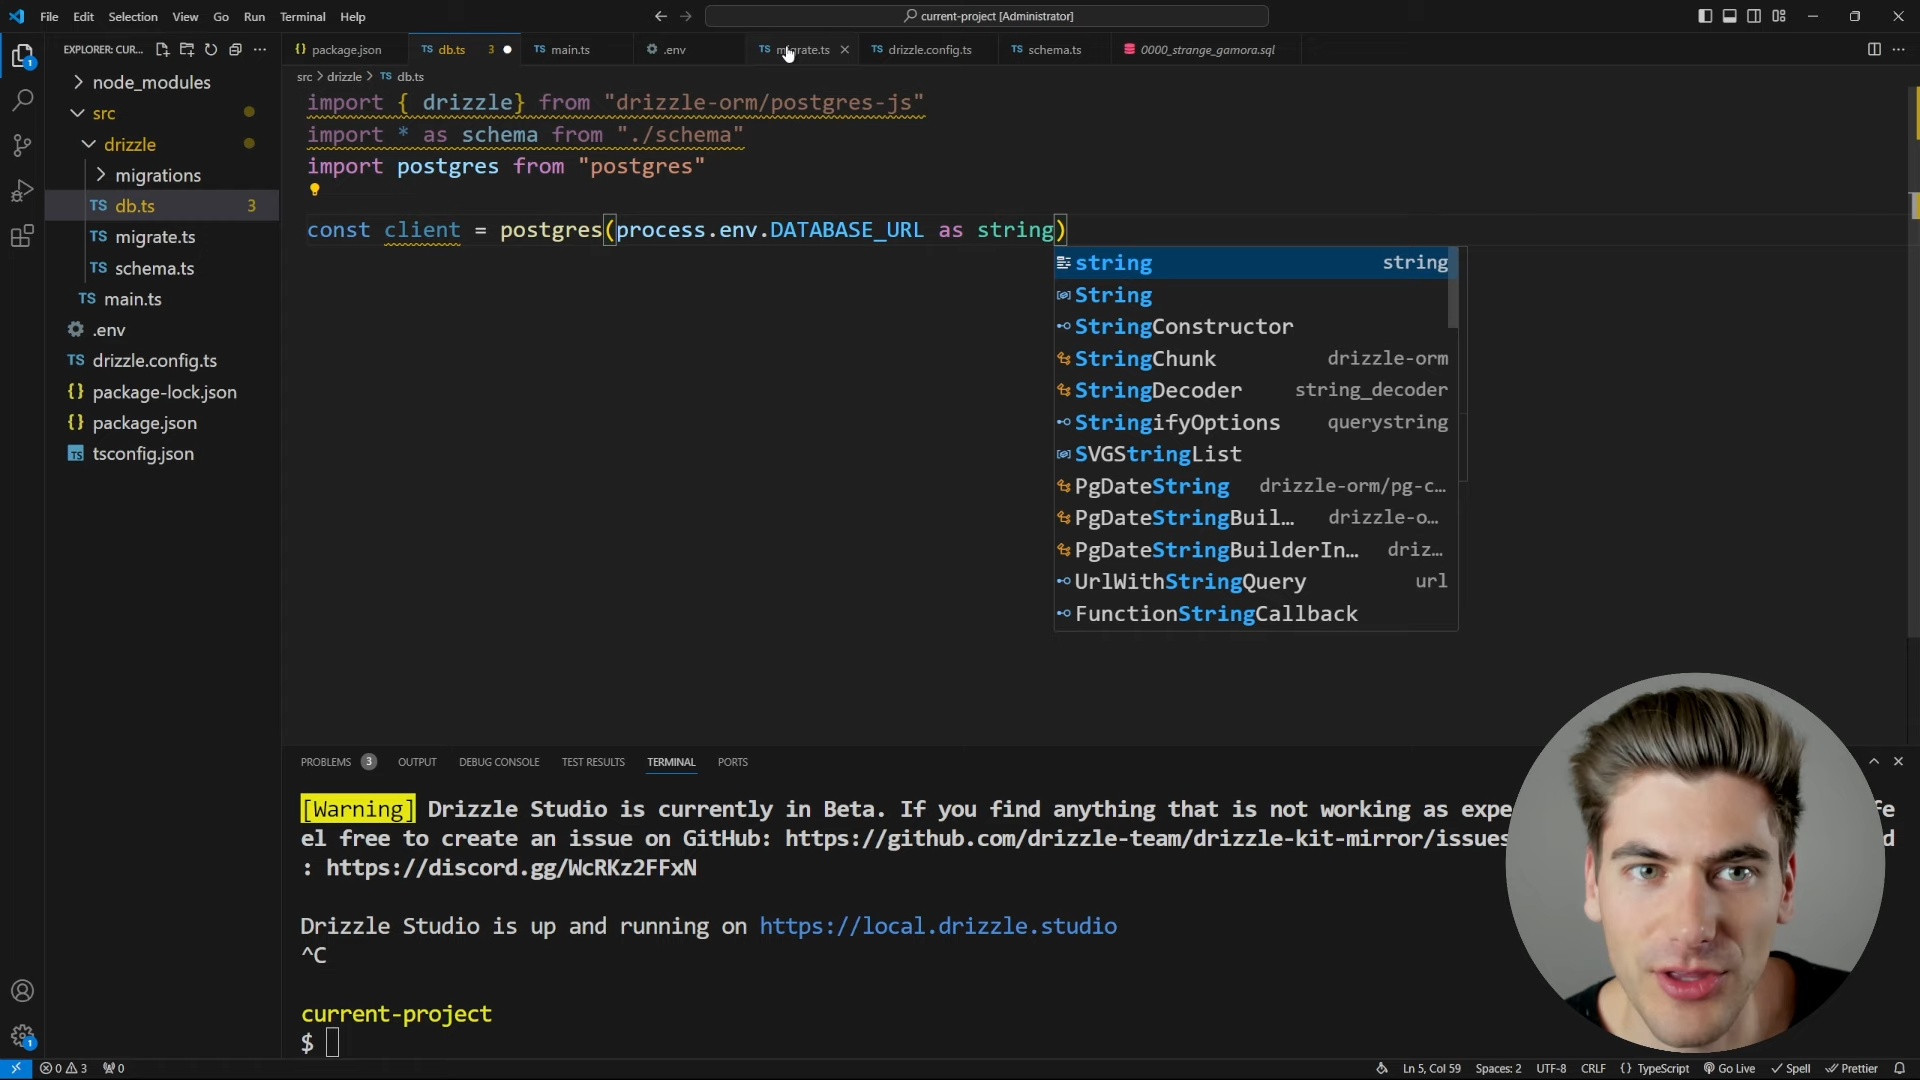 File Edit Selection View Go Run Terminal Help
current-project [Administrator]
EXPLORER: CUR...
package.json
db.ts 3
main.ts
.env
migrate.ts
drizzle.config.ts
schema.ts
0000_strange_gamora.sql
src > drizzle > TS db.ts
node_modules
src
drizzle
migrations
TS db.ts 3
TS migrate.ts
TS schema.ts
TS main.ts
.env
TS drizzle.config.ts
{} package-lock.json
{} package.json
TS tsconfig.json
import { drizzle} from "drizzle-orm/postgres-js"
import * as schema from "./schema"
import postgres from "postgres"
const client = postgres(process.env.DATABASE_URL as string)
string string
String
StringConstructor
StringChunk drizzle-orm
StringDecoder string_decoder
StringifyOptions querystring
SVGStringList
PgDateString drizzle-orm/pg-c...
PgDateStringBuil... drizzle-o...
PgDateStringBuilderIn... driz...
UrlWithStringQuery url
FunctionStringCallback
PROBLEMS 3 OUTPUT DEBUG CONSOLE TEST RESULTS TERMINAL PORTS
[Warning] Drizzle Studio is currently in Beta. If you find anything that is not working as expe fe
el free to create an issue on GitHub: https://github.com/drizzle-team/drizzle-kit-mirror/issues d
: https://discord.gg/WcRKz2FFxN
Drizzle Studio is up and running on https://local.drizzle.studio
^C
current-project
$
0 3 0 Ln 5, Col 59 Spaces: 2 UTF-8 CRLF {} TypeScript Go Live Spell Prettier